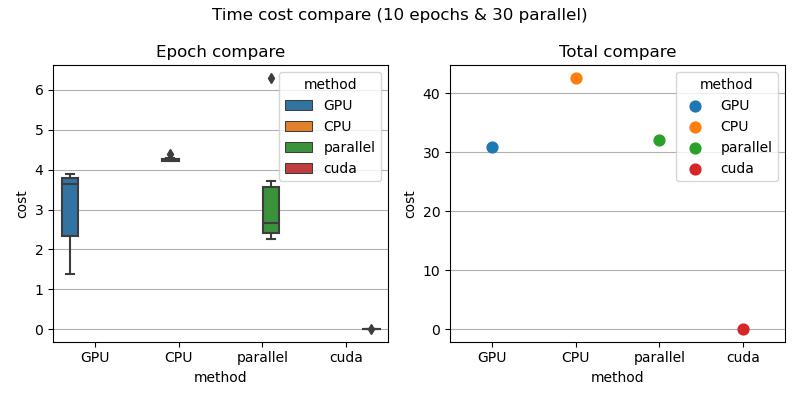 Time cost compare (10 epochs & 30 parallel)
Epoch compare
cost
6
5
4
3
2
1
0
GPU
CPU
parallel
cuda
method
method
GPU
CPU
parallel
cuda
Total compare
cost
40
30
20
10
0
GPU
CPU
parallel
cuda
method
method
GPU
CPU
parallel
cuda